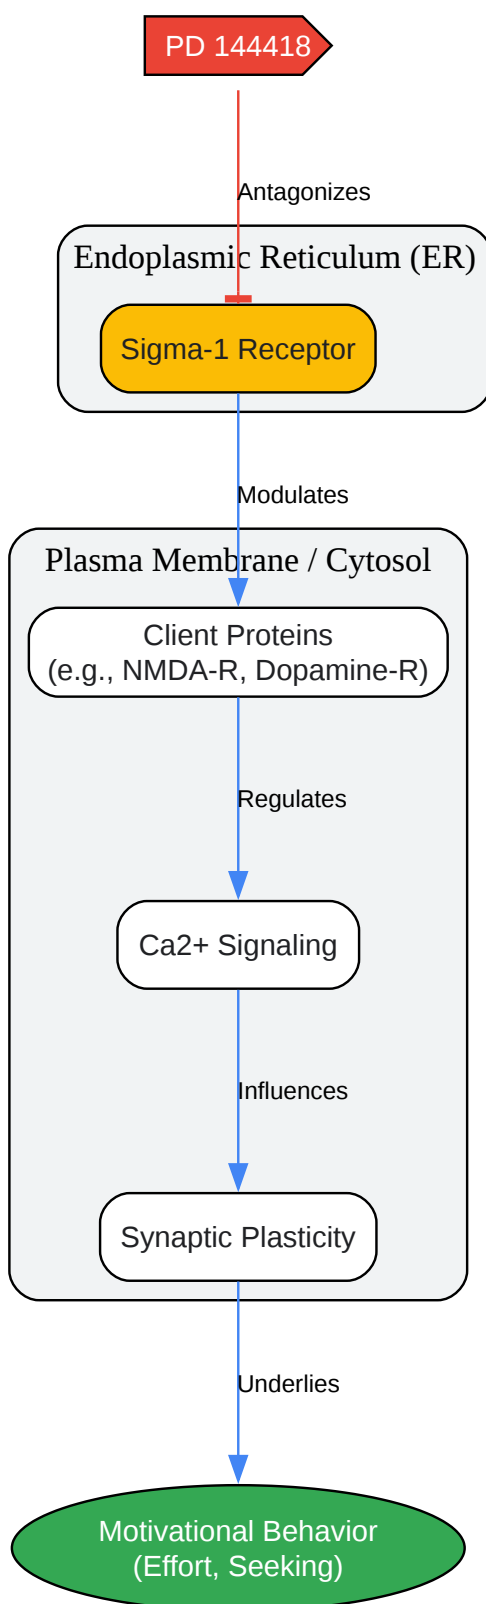 PD 144418
Antagonizes
Endoplasmic Reticulum (ER)
Sigma-1 Receptor
Modulates
Plasma Membrane / Cytosol
Client Proteins
(e.g., NMDA-R, Dopamine-R)
Regulates
Ca2+ Signaling
Influences
Synaptic Plasticity
Underlies
Motivational Behavior
(Effort, Seeking)